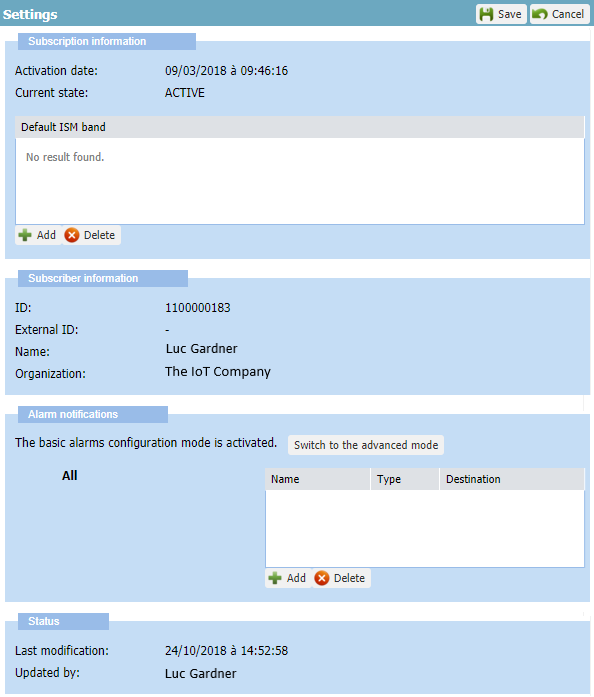 Settings Save Cancel
Subscription information
Activation date: 09/03/2018 à 09:46:16
Current state: ACTIVE
Default ISM band
No result found.
Add Delete
Subscriber information
ID: 1100000183
External ID: -
Name: Luc Gardner
Organization: The IoT Company
Alarm notifications
The basic alarms configuration mode is activated. Switch to the advanced mode
All
Name Type Destination
Add Delete
Status
Last modification: 24/10/2018 à 14:52:58
Updated by: Luc Gardner